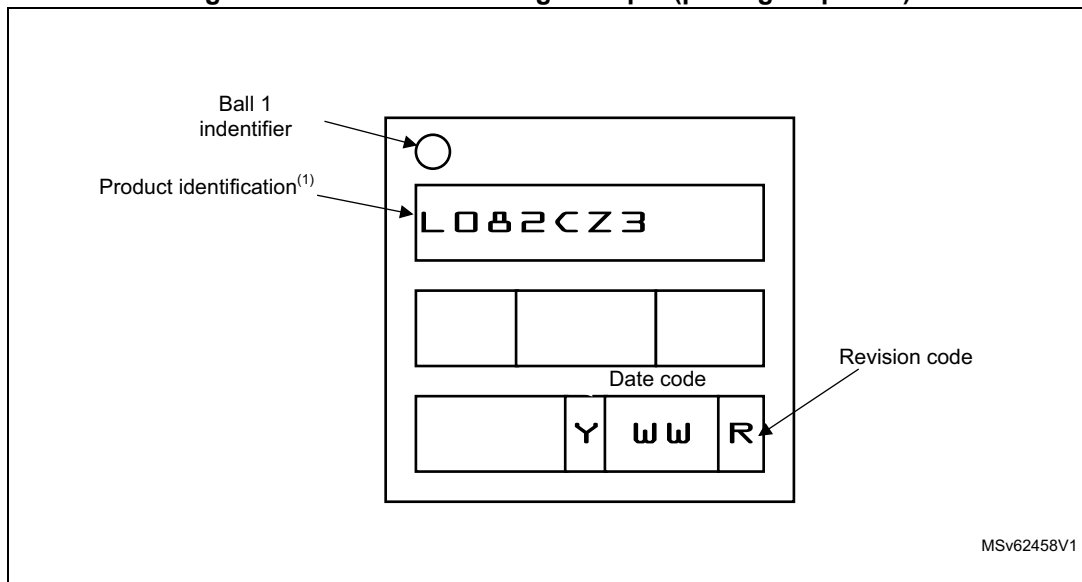 Ball 1
indentifier
Product identification(1)
L082CZ3
Revision code
Date code
Y WW R
MSv62458V1